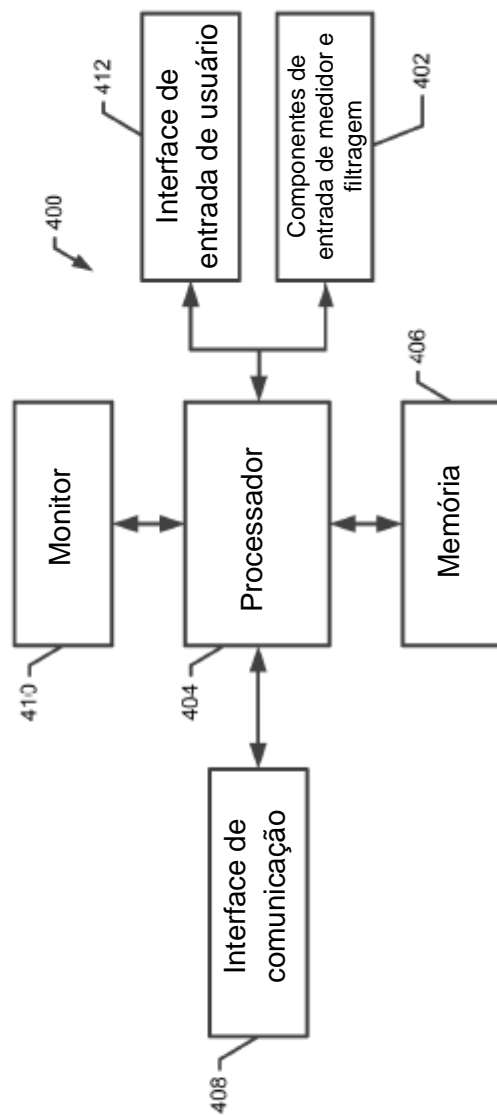 400
410
Monitor
412
Interface de
entrada de usuário
408
Interface de
comunicação
404
Processador
Componentes de
entrada de medidor e
filtragem
402
Memória
406